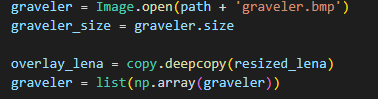 graveler = Image.open(path + 'graveler.bmp')
graveler_size = graveler.size
overlay_lena = copy.deepcopy(resized_lena)
graveler = list(np.array(graveler))